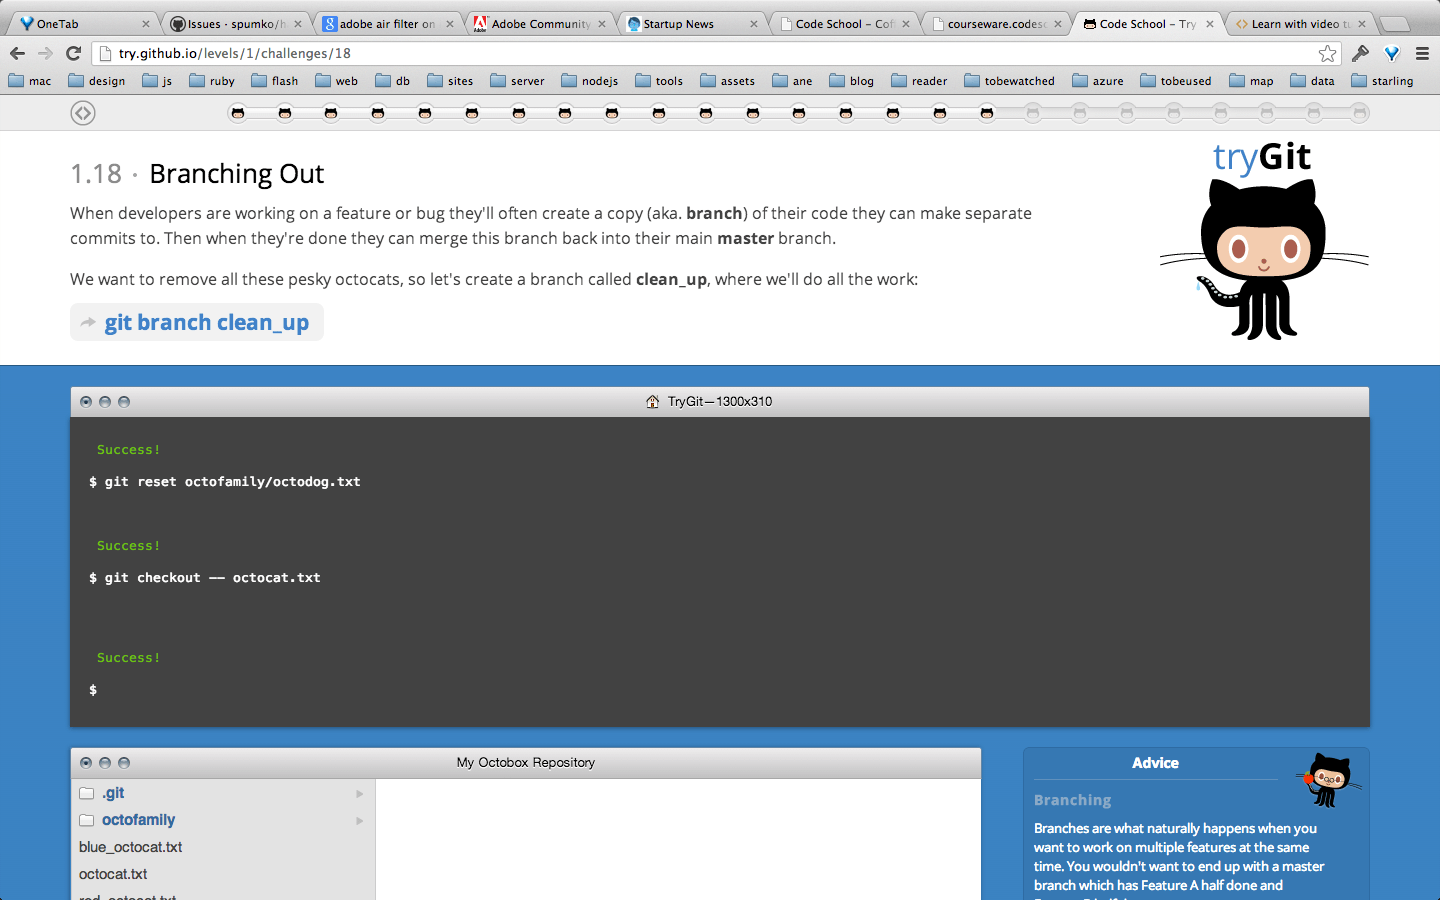 OneTab
Issues · spumko/h
adobe air filter on
Adobe Community
Startup News
Code School – Cof
courseware.codesc
Code School – Try
Learn with video tu
try.github.io/levels/1/challenges/18
mac
design
js
ruby
flash
web
db
sites
server
nodejs
tools
assets
ane
blog
reader
tobewatched
azure
tobeused
map
data
starling
1.18 · Branching Out
tryGit
When developers are working on a feature or bug they'll often create a copy (aka. branch) of their code they can make separate
commits to. Then when they're done they can merge this branch back into their main master branch.
We want to remove all these pesky octocats, so let's create a branch called clean_up, where we'll do all the work:
git branch clean_up
TryGit—1300x310
Success!
$ git reset octofamily/octodog.txt
Success!
$ git checkout -- octocat.txt
Success!
$
My Octobox Repository
.git
octofamily
blue_octocat.txt
octocat.txt
Advice
Branching
Branches are what naturally happens when you
want to work on multiple features at the same
time. You wouldn't want to end up with a master
branch which has Feature A half done and